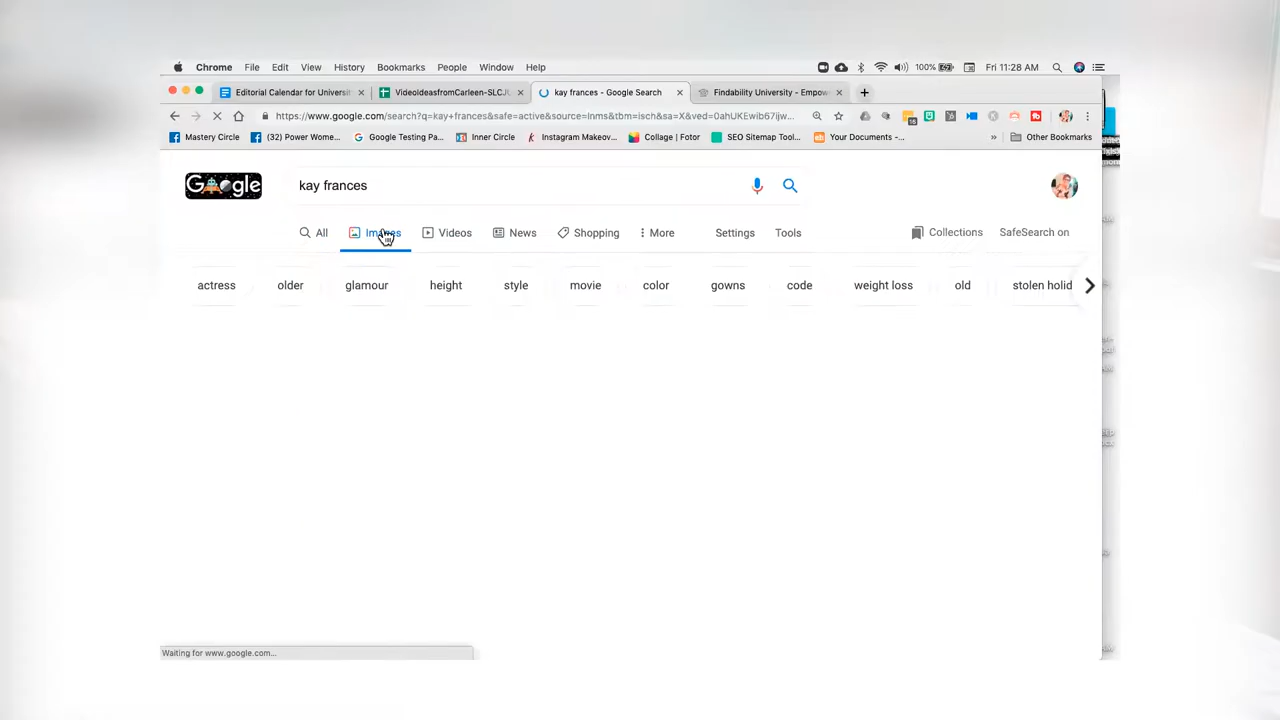 Chrome File Edit View History Bookmarks People Window Help 100% Fri 11:28 AM
Editorial Calendar for Universi VideoIdeasfromCarleen-SLCJU kay frances - Google Search Findability University - Empow
https://www.google.com/search?q=kay+frances&safe=active&source=lnms&tbm=isch&sa=X&ved=0ahUKEwib67ijw...
Mastery Circle (32) Power Wome... Google Testing Pa... Inner Circle Instagram Makeov... Collage | Fotor SEO Sitemap Tool... Your Documents -... » Other Bookmarks
Google kay frances
All Images Videos News Shopping More Settings Tools Collections SafeSearch on
actress older glamour height style movie color gowns code weight loss old stolen holid
Waiting for www.google.com...